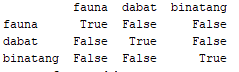 fauna dabat binatang
fauna True False False
dabat False True False
binatang False False True